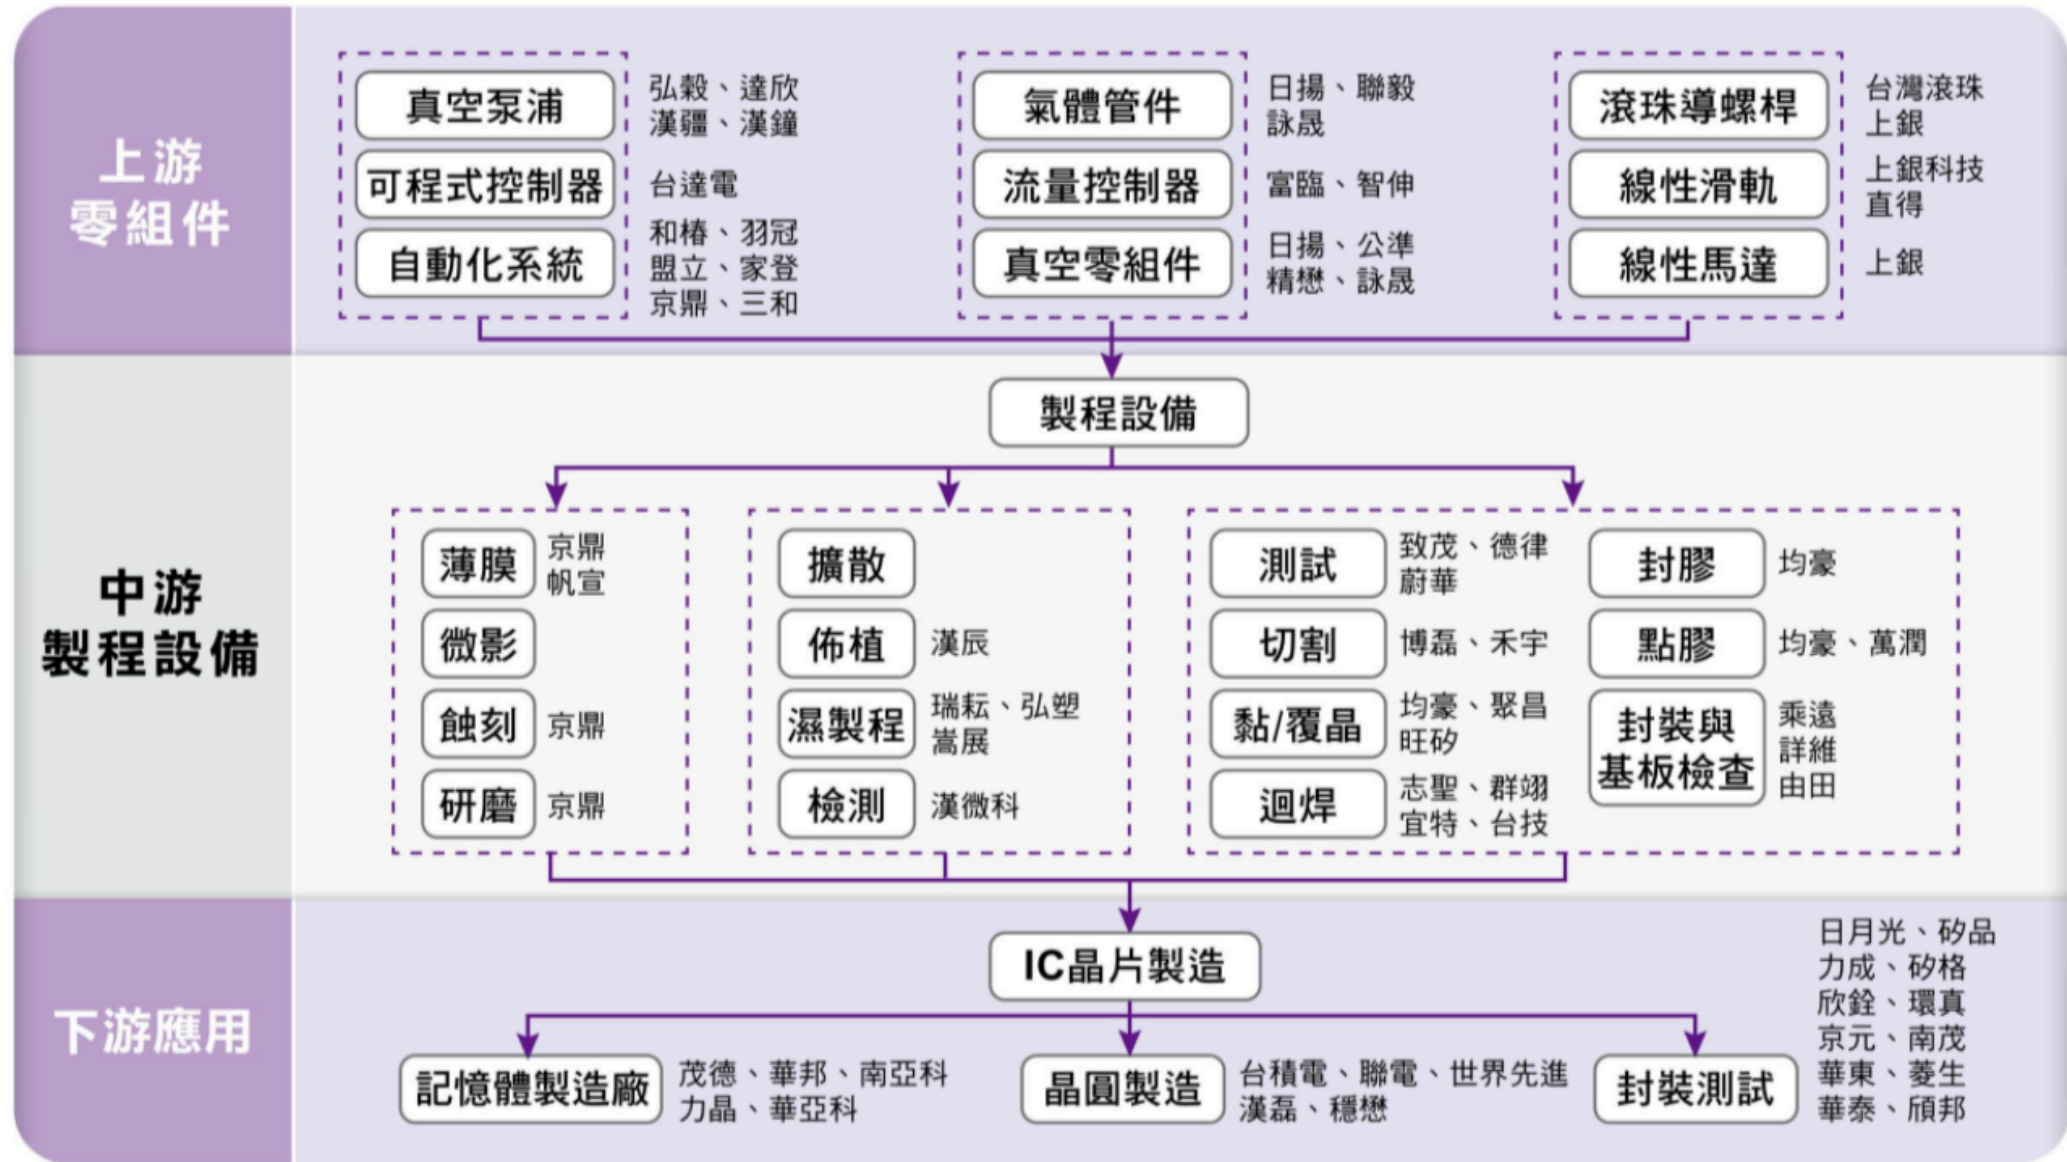 上游
零組件
真空泵浦
弘穀、達欣
漢疆、漢鐘
可程式控制器
台達電
自動化系統
和椿、羽冠
盟立、家登
京鼎、三和
氣體管件
日揚、聯毅
詠晟
流量控制器
富臨、智伸
真空零組件
日揚、公準
精懋、詠晟
滾珠導螺桿
台灣滾珠
上銀
線性滑軌
上銀科技
直得
線性馬達
上銀
中游
製程設備
製程設備
薄膜
京鼎
帆宣
微影
蝕刻
京鼎
研磨
京鼎
擴散
佈植
漢辰
濕製程
瑞耘、弘塑
嵩展
檢測
漢微科
測試
致茂、德律
蔚華
切割
博磊、禾宇
黏/覆晶
均豪、聚昌
旺矽
迴焊
志聖、群翊
宜特、台技
封膠
均豪
點膠
均豪、萬潤
封裝與
基板檢查
乘遠
詳維
由田
下游應用
IC晶片製造
記憶體製造廠
茂德、華邦、南亞科
力晶、華亞科
晶圓製造
台積電、聯電、世界先進
漢磊、穩懋
封裝測試
日月光、矽品
力成、矽格
欣銓、環真
京元、南茂
華東、菱生
華泰、頎邦